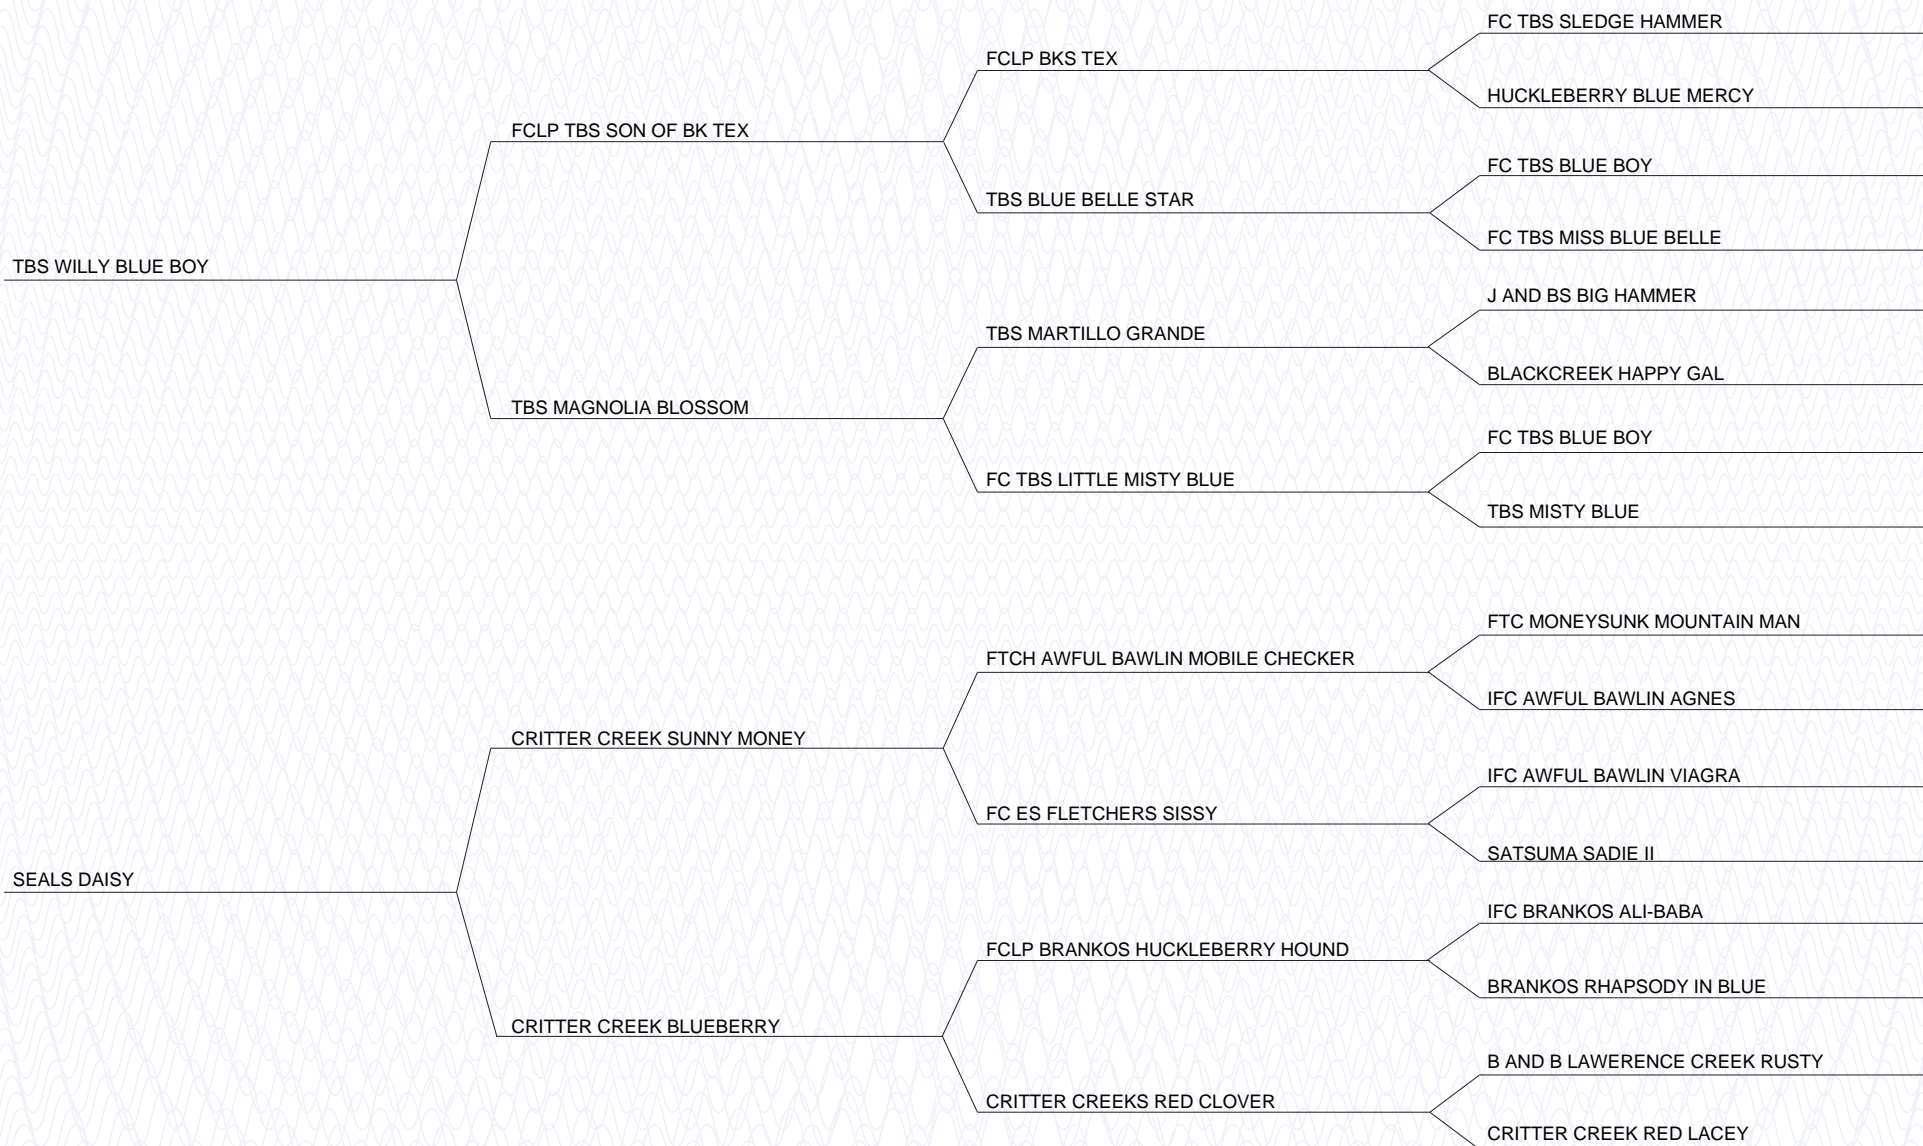 FC TBS SLEDGE HAMMER
FCLP BKS TEX
HUCKLEBERRY BLUE MERCY
FCLP TBS SON OF BK TEX
FC TBS BLUE BOY
TBS BLUE BELLE STAR
FC TBS MISS BLUE BELLE
TBS WILLY BLUE BOY
J AND BS BIG HAMMER
TBS MARTILLO GRANDE
BLACKCREEK HAPPY GAL
TBS MAGNOLIA BLOSSOM
FC TBS BLUE BOY
FC TBS LITTLE MISTY BLUE
TBS MISTY BLUE
FTC MONEYSUNK MOUNTAIN MAN
FTCH AWFUL BAWLIN MOBILE CHECKER
IFC AWFUL BAWLIN AGNES
CRITTER CREEK SUNNY MONEY
IFC AWFUL BAWLIN VIAGRA
FC ES FLETCHERS SISSY
SATSUMA SADIE II
SEALS DAISY
IFC BRANKOS ALI-BABA
FCLP BRANKOS HUCKLEBERRY HOUND
BRANKOS RHAPSODY IN BLUE
CRITTER CREEK BLUEBERRY
B AND B LAWERENCE CREEK RUSTY
CRITTER CREEKS RED CLOVER
CRITTER CREEK RED LACEY